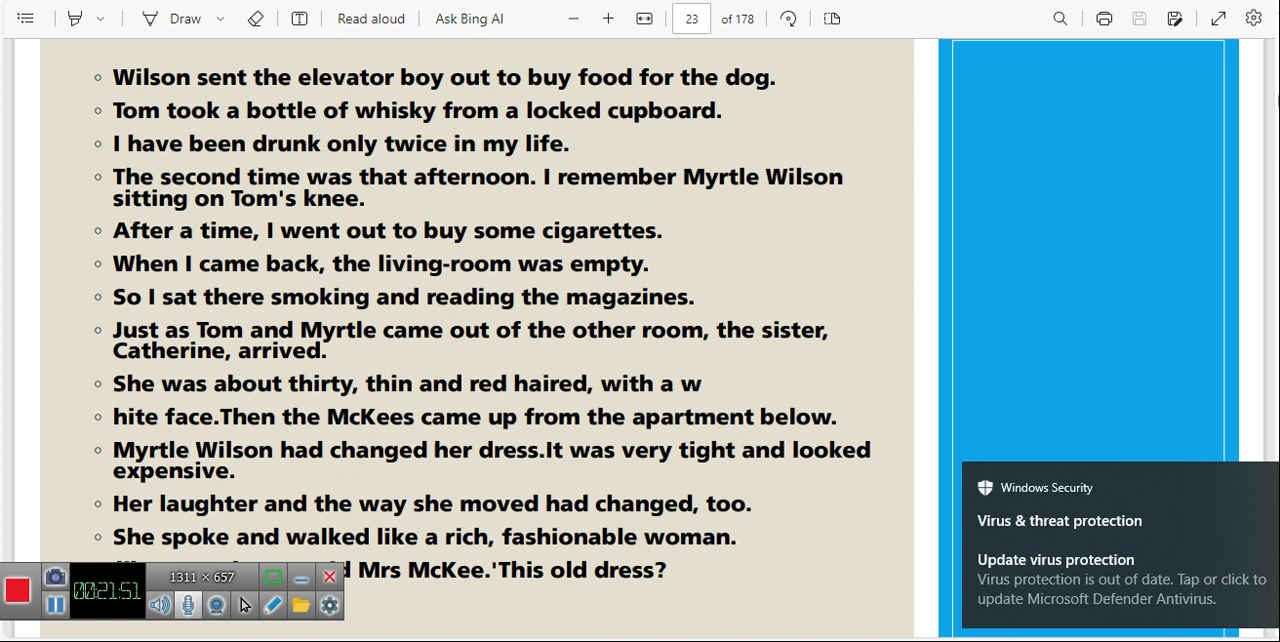 Draw
Read aloud
Ask Bing AI
23
of 178
Wilson sent the elevator boy out to buy food for the dog.
Tom took a bottle of whisky from a locked cupboard.
I have been drunk only twice in my life.
The second time was that afternoon. I remember Myrtle Wilson
sitting on Tom's knee.
After a time, I went out to buy some cigarettes.
When I came back, the living-room was empty.
So I sat there smoking and reading the magazines.
Just as Tom and Myrtle came out of the other room, the sister,
Catherine, arrived.
She was about thirty, thin and red haired, with a w
hite face.Then the McKees came up from the apartment below.
Myrtle Wilson had changed her dress.It was very tight and looked
expensive.
Her laughter and the way she moved had changed, too.
She spoke and walked like a rich, fashionable woman.
Mrs McKee.'This old dress?
1311 × 657
00:21:51
Windows Security
Virus & threat protection
Update virus protection
Virus protection is out of date. Tap or click to
update Microsoft Defender Antivirus.